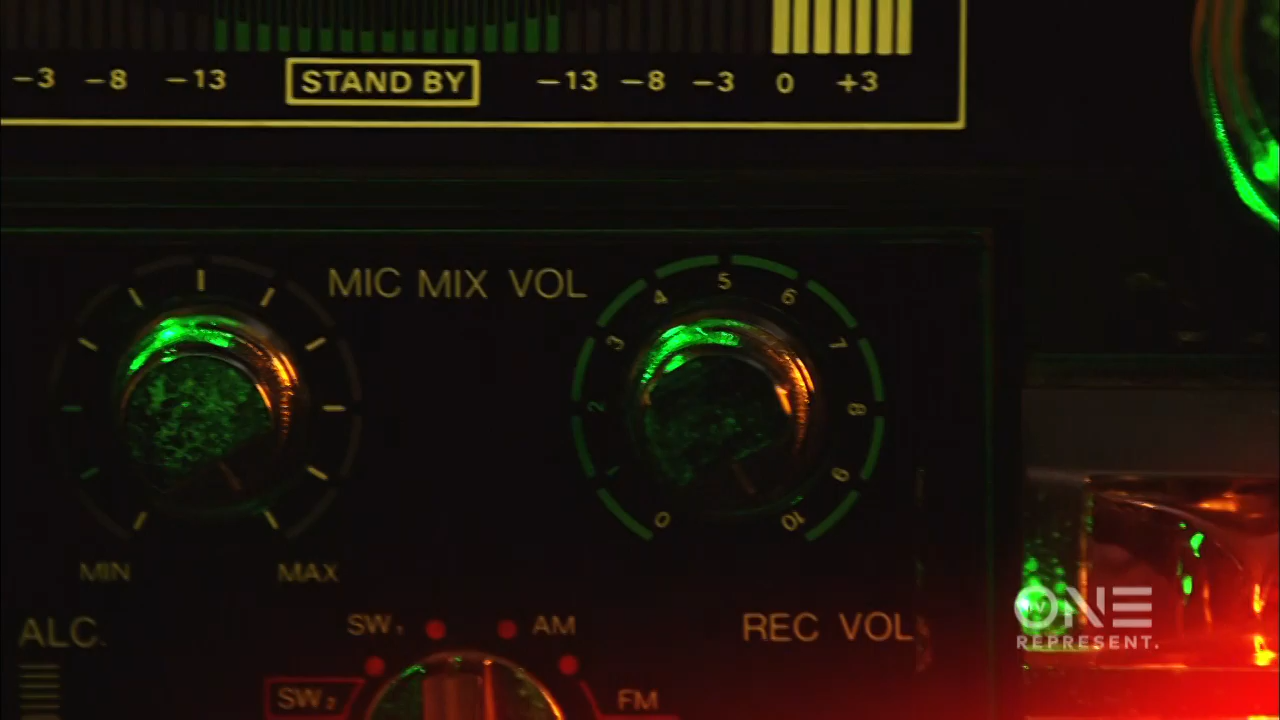 −3 −8 −13 STAND BY −13 −8 −3 0 +3
MIC MIX VOL
0 2 3 4 5 6 7 8 9 10
MIN MAX
ALC.
SW₁ AM
REC VOL
SW₂ FM
TV ONE
REPRESENT.